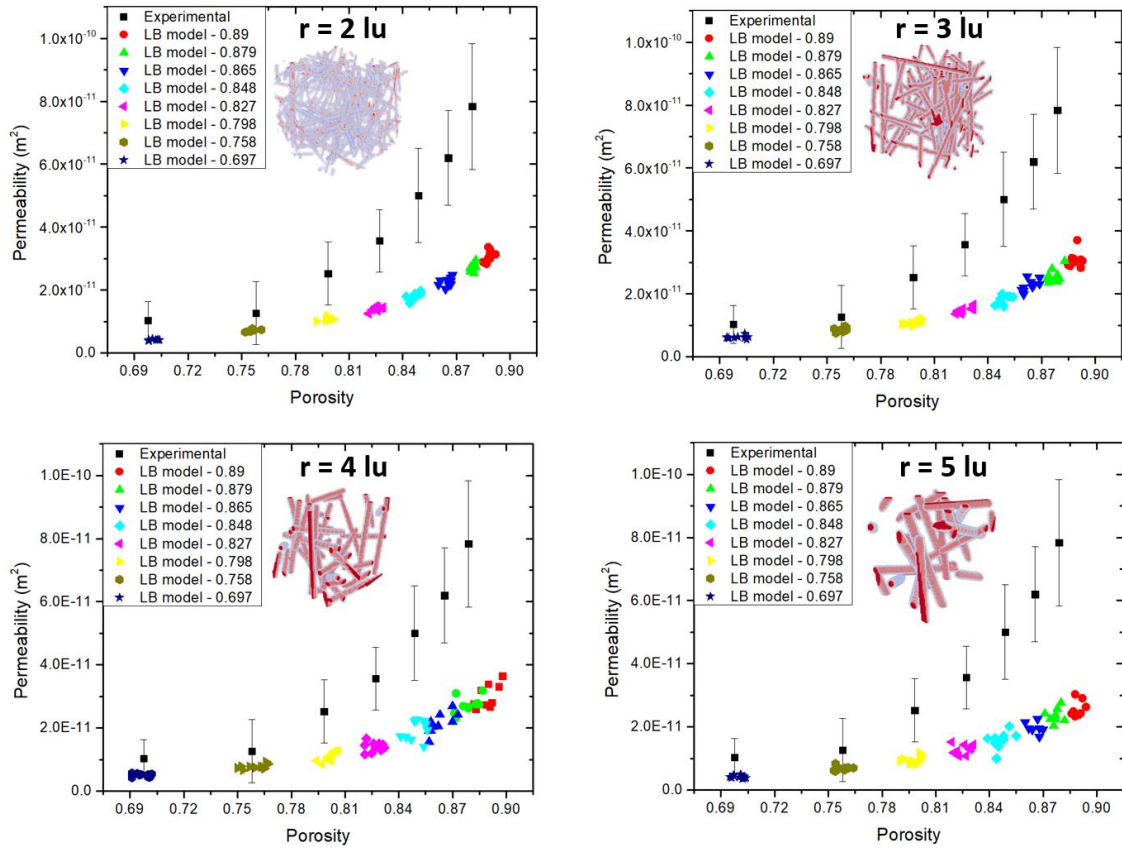 r = 2 lu
Experimental
LB model - 0.89
LB model - 0.879
LB model - 0.865
LB model - 0.848
LB model - 0.827
LB model - 0.798
LB model - 0.758
LB model - 0.697
1.0x10⁻¹⁰
8.0x10⁻¹¹
6.0x10⁻¹¹
4.0x10⁻¹¹
2.0x10⁻¹¹
0.0
Permeability (m²)
0.69 0.72 0.75 0.78 0.81 0.84 0.87 0.90
Porosity
r = 3 lu
Experimental
LB model - 0.89
LB model - 0.879
LB model - 0.865
LB model - 0.848
LB model - 0.827
LB model - 0.798
LB model - 0.758
LB model - 0.697
1.0x10⁻¹⁰
8.0x10⁻¹¹
6.0x10⁻¹¹
4.0x10⁻¹¹
2.0x10⁻¹¹
0.0
Permeability (m²)
0.69 0.72 0.75 0.78 0.81 0.84 0.87 0.90
Porosity
r = 4 lu
Experimental
LB model - 0.89
LB model - 0.879
LB model - 0.865
LB model - 0.848
LB model - 0.827
LB model - 0.798
LB model - 0.758
LB model - 0.697
1.0E-10
8.0E-11
6.0E-11
4.0E-11
2.0E-11
0.0
Permeability (m²)
0.69 0.72 0.75 0.78 0.81 0.84 0.87 0.90
Porosity
r = 5 lu
Experimental
LB model - 0.89
LB model - 0.879
LB model - 0.865
LB model - 0.848
LB model - 0.827
LB model - 0.798
LB model - 0.758
LB model - 0.697
1.0E-10
8.0E-11
6.0E-11
4.0E-11
2.0E-11
0.0
Permeability (m²)
0.69 0.72 0.75 0.78 0.81 0.84 0.87 0.90
Porosity